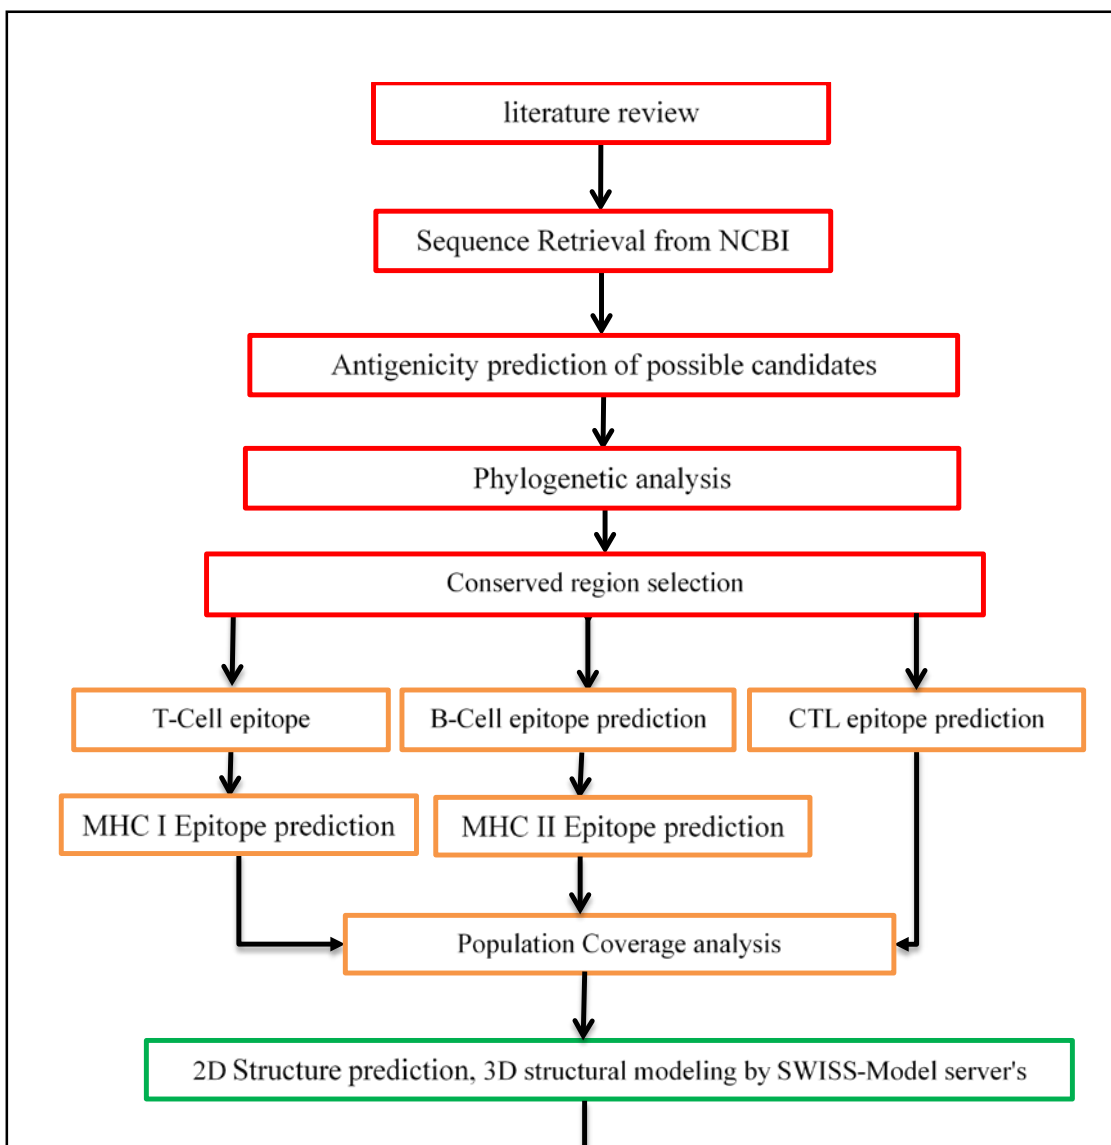 literature review
Sequence Retrieval from NCBI
Antigenicity prediction of possible candidates
Phylogenetic analysis
Conserved region selection
T-Cell epitope
B-Cell epitope prediction
CTL epitope prediction
MHC I Epitope prediction
MHC II Epitope prediction
Population Coverage analysis
2D Structure prediction, 3D structural modeling by SWISS-Model server's